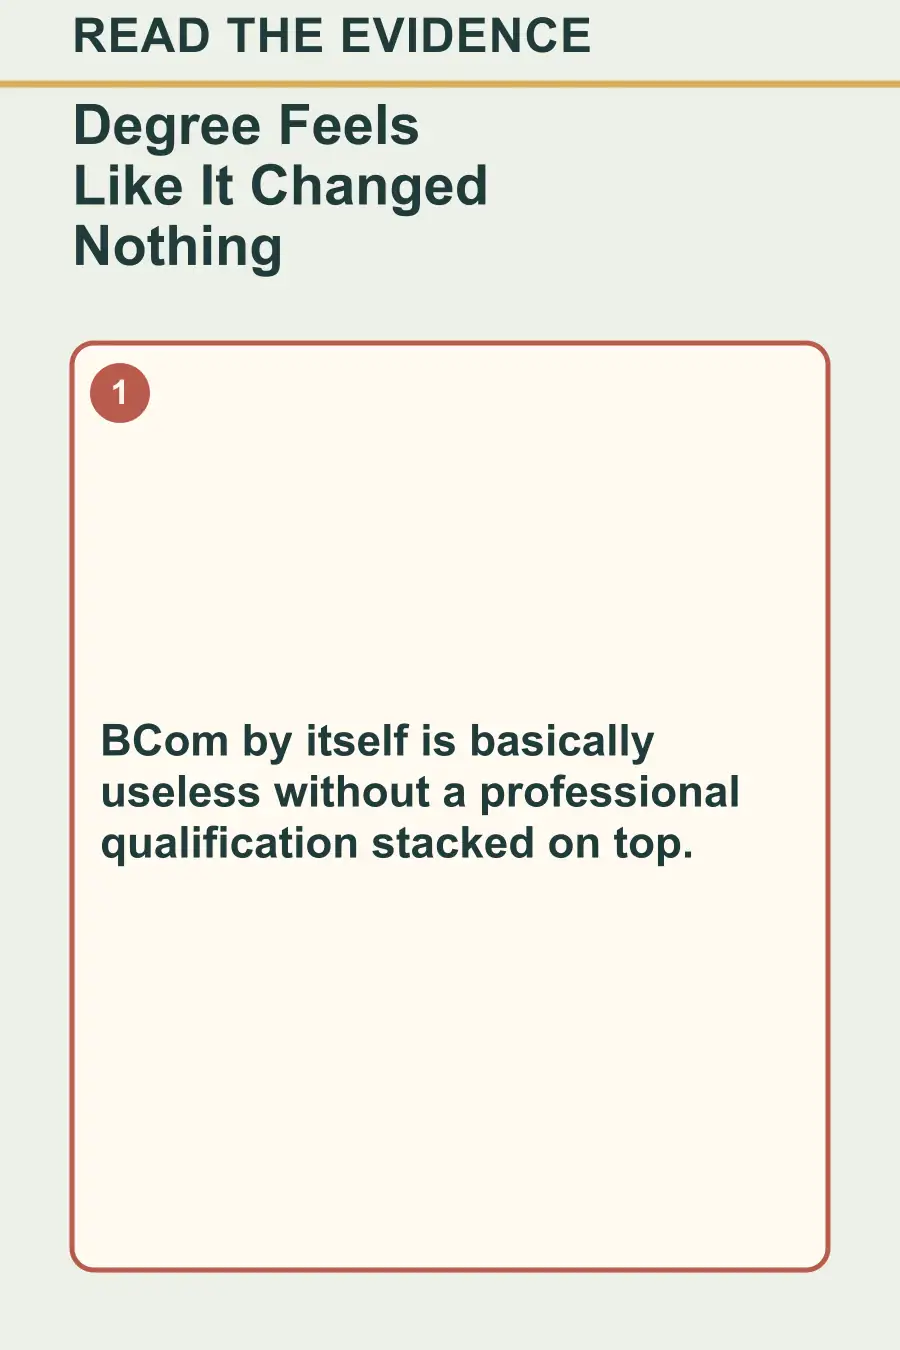 READ THE EVIDENCE
Degree Feels
Like It Changed
Nothing
1
BCom by itself is basically
useless without a professional
qualification stacked on top.